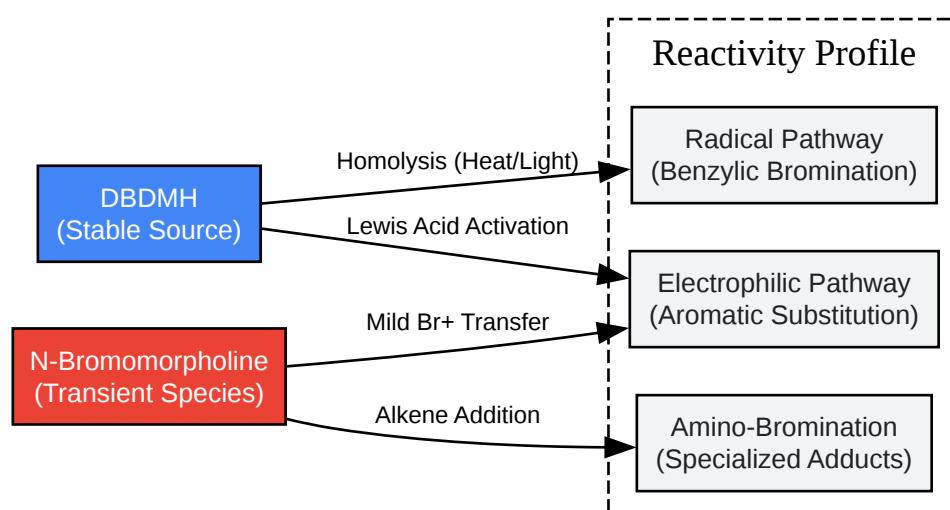 Reactivity Profile
DBDMH
(Stable Source)
N-Bromomorpholine
(Transient Species)
Homolysis (Heat/Light)
Lewis Acid Activation
Mild Br+ Transfer
Alkene Addition
Radical Pathway
(Benzylic Bromination)
Electrophilic Pathway
(Aromatic Substitution)
Amino-Bromination
(Specialized Adducts)